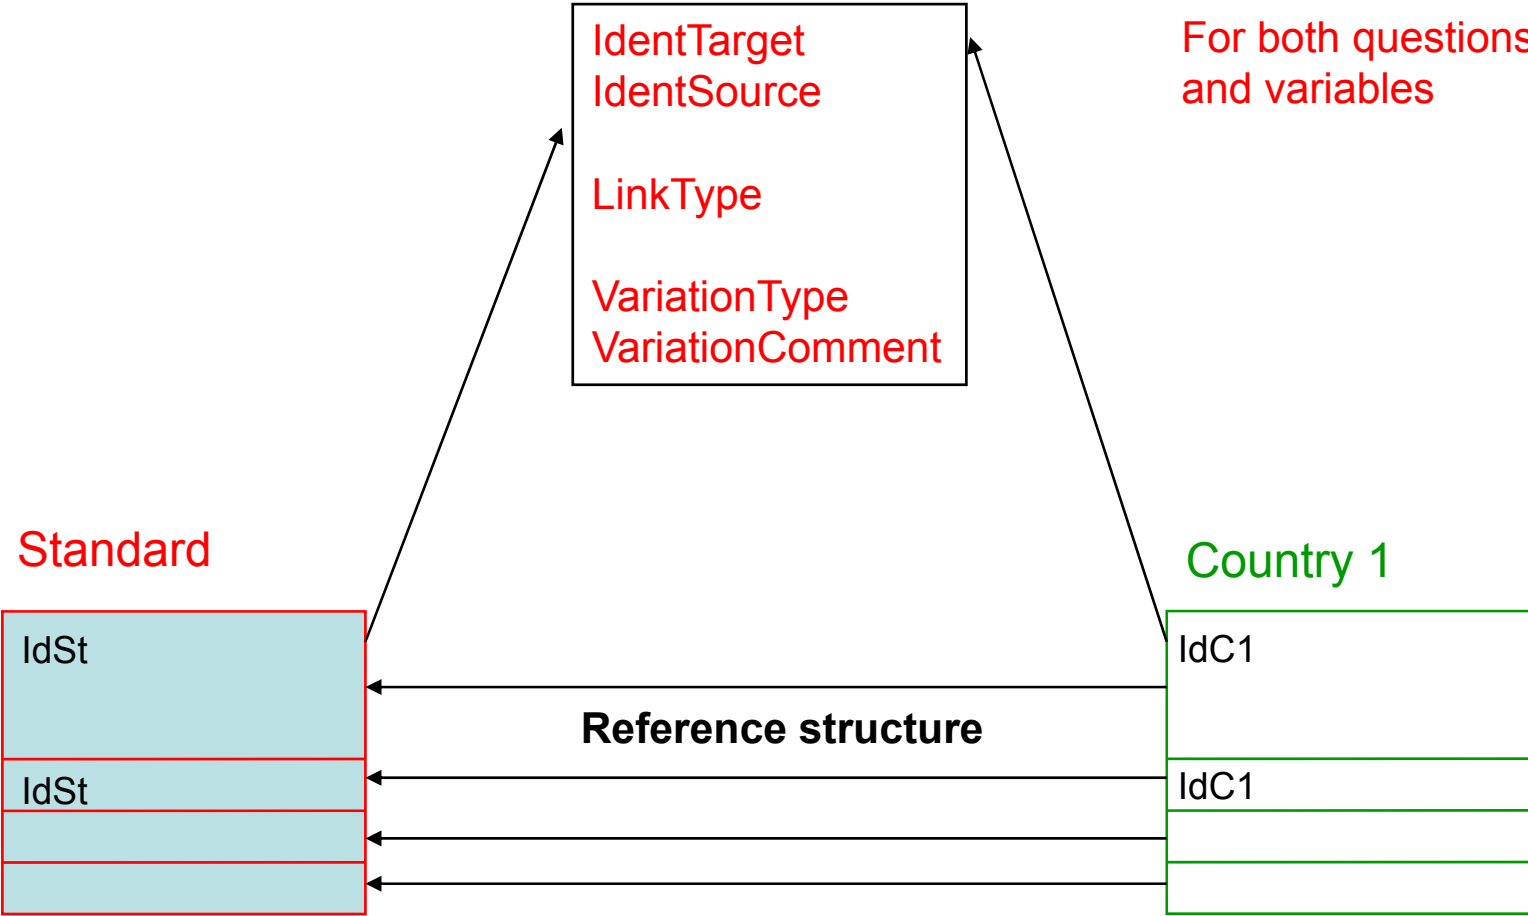 IdentTarget
IdentSource
LinkType
VariationType
VariationComment
For both questions
and variables
Standard
Country 1
IdSt
IdC1
Reference structure
IdSt
IdC1